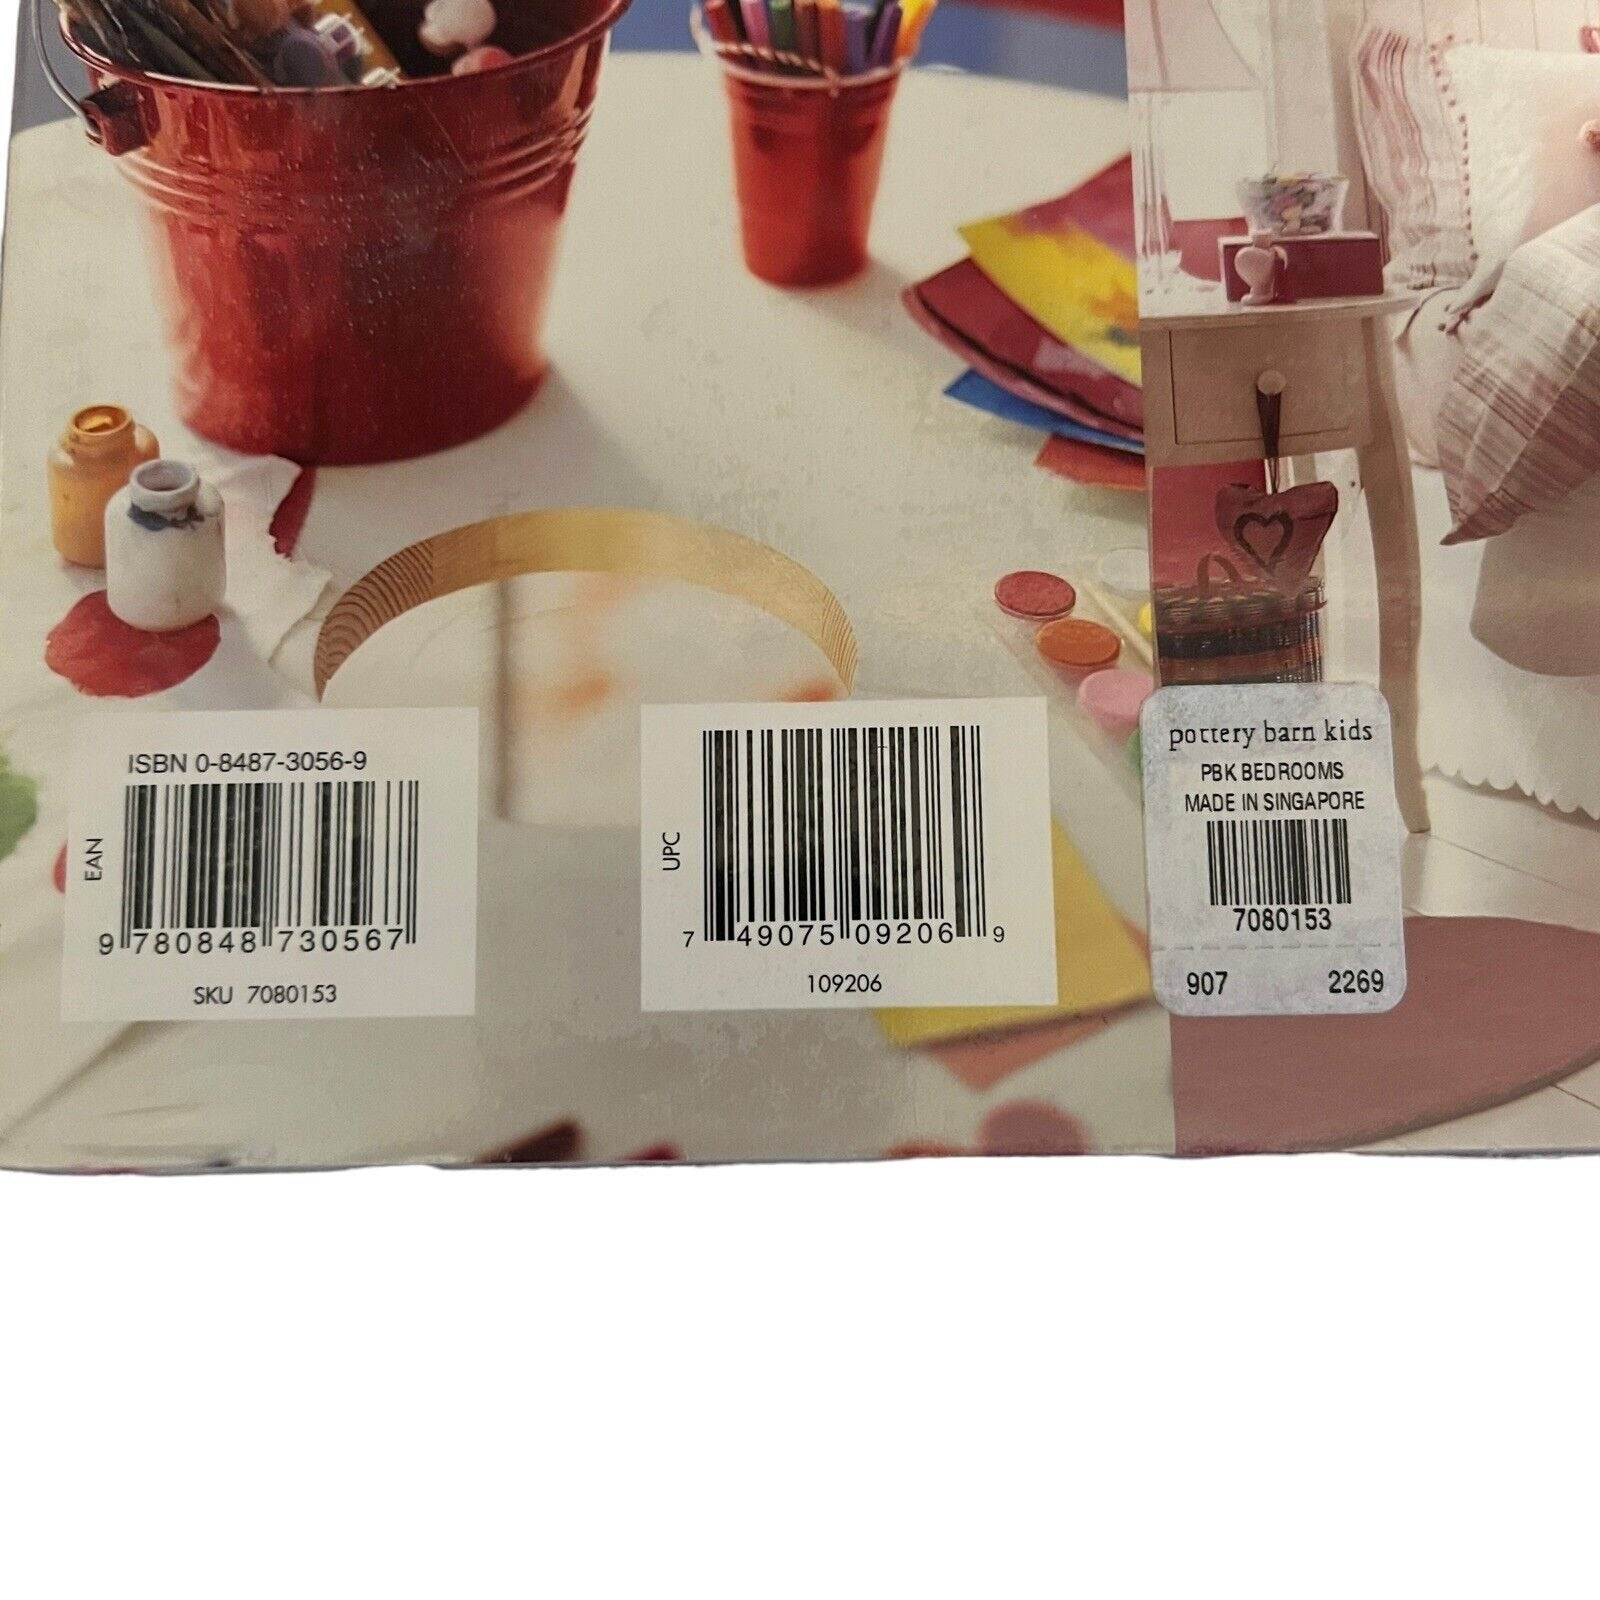 ISBN 0-8487-3056-9
EAN
9 780848 730567
SKU 7080153
UPC
7 49075 09206 9
109206
pottery barn kids
PBK BEDROOMS
MADE IN SINGAPORE
7080153
907 2269